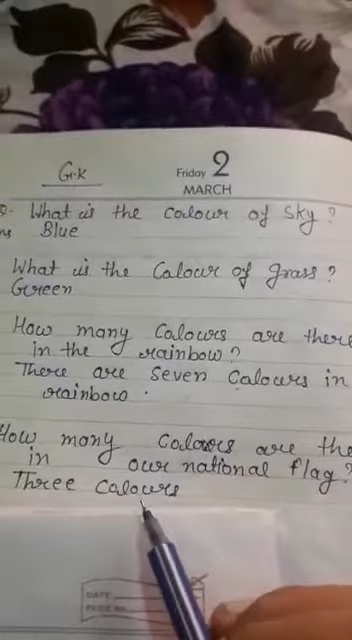 G.K
Friday 2
MARCH
Q- What is the colour of sky?
ns Blue
What is the Colour of grass?
Green
How many Colours are there
in the rainbow?
There are seven Colours in
rainbow.
How many colours are the
in our national flag?
Three colours
DATE
PAGE No.